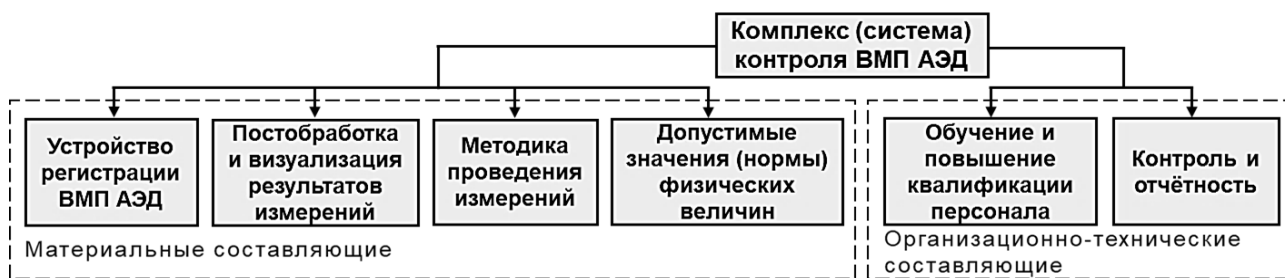 Комплекс (система)
контроля ВМП АЭД
Устройство
регистрации
ВМП АЭД
Постобработка
и визуализация
результатов
измерений
Методика
проведения
измерений
Допустимые
значения (нормы)
физических
величин
Материальные составляющие
Обучение и
повышение
квалификации
персонала
Контроль и
отчётность
Организационно-технические
составляющие